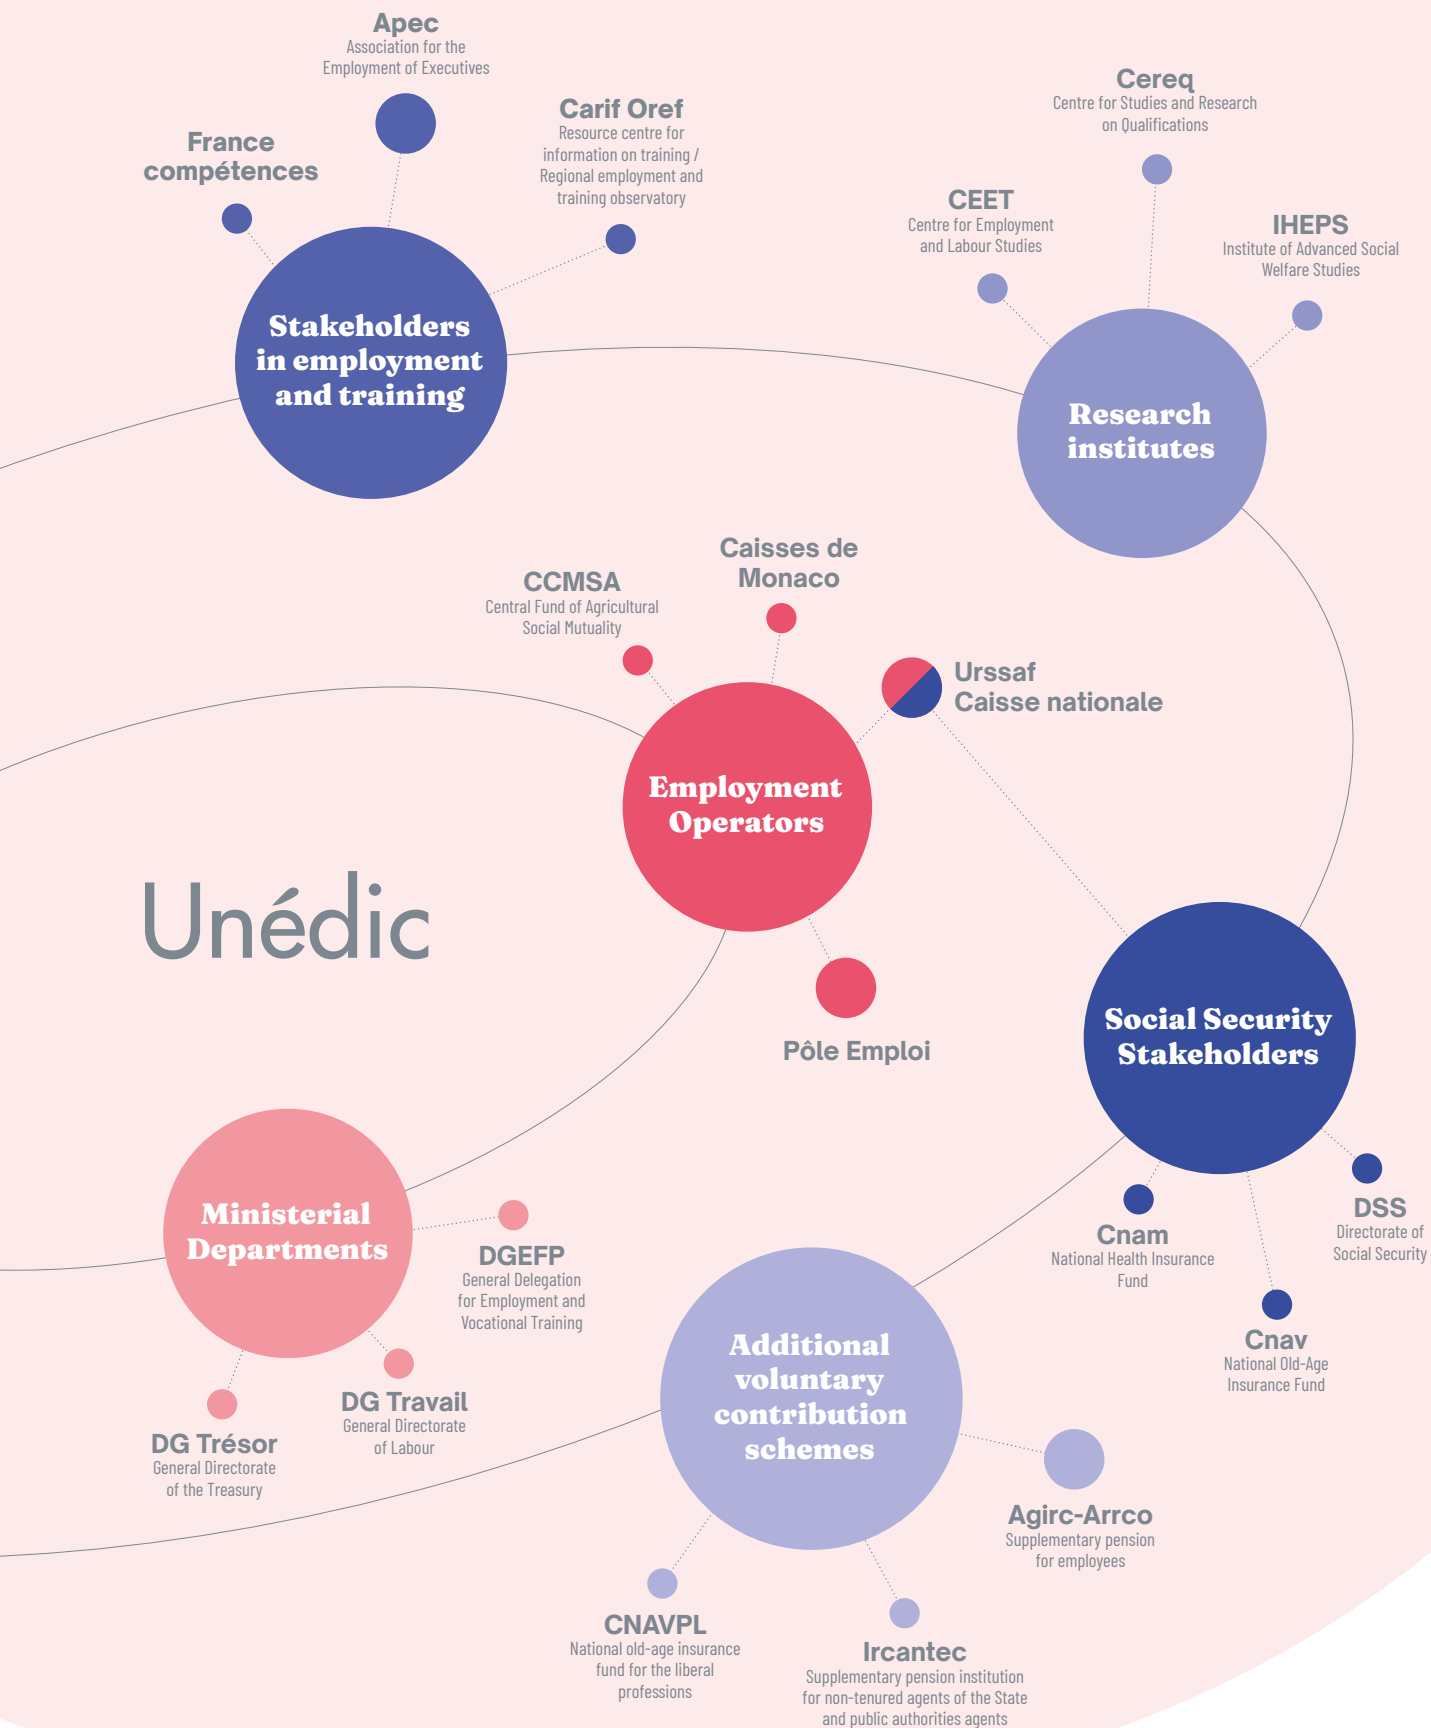 Apec
Association for the
Employment of Executives
France
compétences
Carif Oref
Resource centre for
information on training /
Regional employment and
training observatory
Stakeholders
in employment
and training
Cereq
Centre for Studies and Research
on Qualifications
CEET
Centre for Employment
and Labour Studies
IHEPS
Institute of Advanced Social
Welfare Studies
Research
institutes
CCMSA
Central Fund of Agricultural
Social Mutuality
Caisses de
Monaco
Urssaf
Caisse nationale
Employment
Operators
Pôle Emploi
Unédic
Social Security
Stakeholders
DSS
Directorate of
Social Security
Cnam
National Health Insurance
Fund
Cnav
National Old-Age
Insurance Fund
Ministerial
Departments
DGEFP
General Delegation
for Employment and
Vocational Training
DG Travail
General Directorate
of Labour
DG Trésor
General Directorate
of the Treasury
Additional
voluntary
contribution
schemes
Agirc-Arrco
Supplementary pension
for employees
CNAVPL
National old-age insurance
fund for the liberal
professions
Ircantec
Supplementary pension institution
for non-tenured agents of the State
and public authorities agents